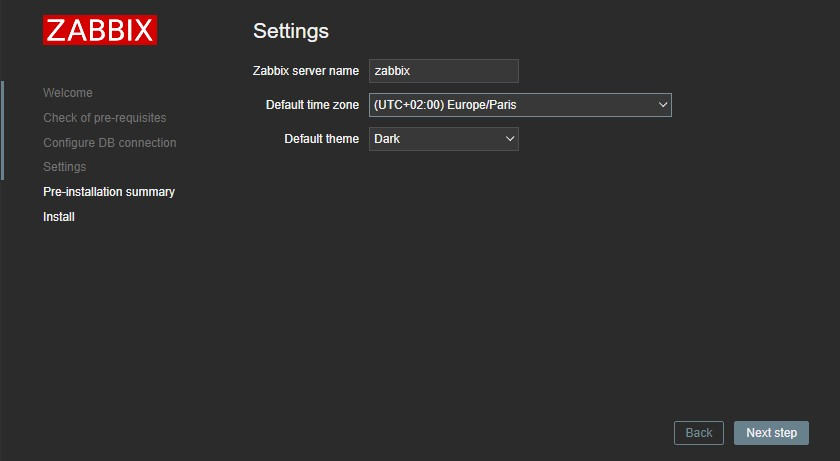 ZABBIX
Welcome
Check of pre-requisites
Configure DB connection
Settings
Pre-installation summary
Install
Settings
Zabbix server name zabbix
Default time zone (UTC+02:00) Europe/Paris
Default theme Dark
Back Next step